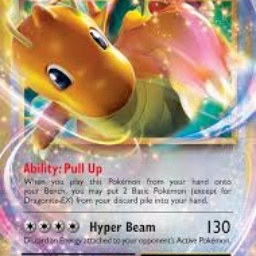 Ability: Pull Up
When you play this Pokémon from your hand onto
your Bench, you may put 2 Basic Pokémon (except for
Dragonite-EX) from your discard pile into your hand.
Hyper Beam 130
Discard an Energy attached to your opponent's Active Pokémon.